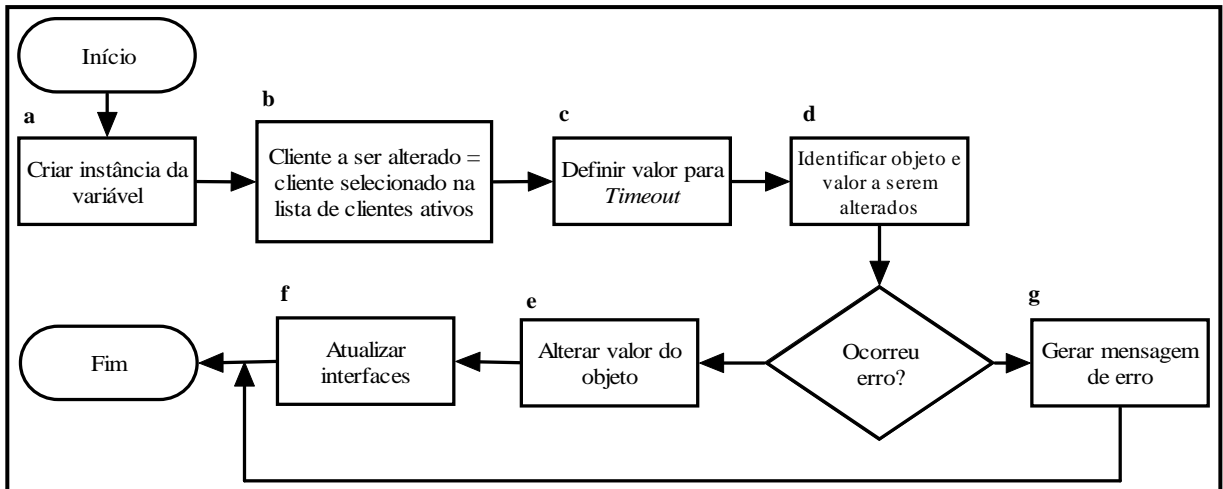 Início
a
Criar instância da
variável
b
Cliente a ser alterado =
cliente selecionado na
lista de clientes ativos
c
Definir valor para
Timeout
d
Identificar objeto e
valor a serem
alterados
Ocorreu
erro?
g
Gerar mensagem
de erro
e
Alterar valor do
objeto
f
Atualizar
interfaces
Fim